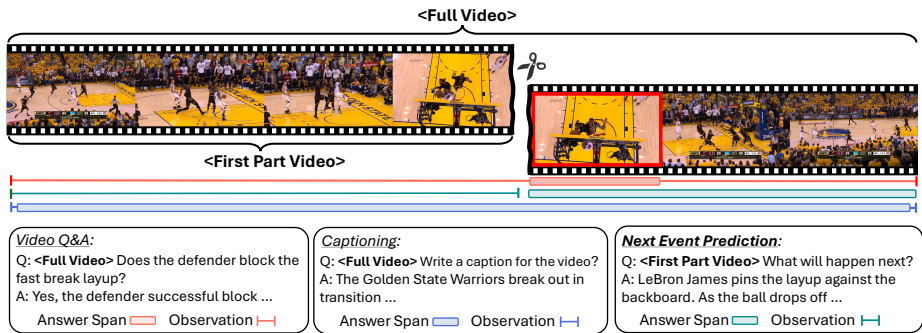 <Full Video>
<First Part Video>
Video Q&A:
Q: <Full Video> Does the defender block the
fast break layup?
A: Yes, the defender successful block ...
Answer Span
Observation
Captioning:
Q: <Full Video> Write a caption for the video?
A: The Golden State Warriors break out in
transition ...
Answer Span
Observation
Next Event Prediction:
Q: <First Part Video> What will happen next?
A: LeBron James pins the layup against the
backboard. As the ball drops off ...
Answer Span
Observation